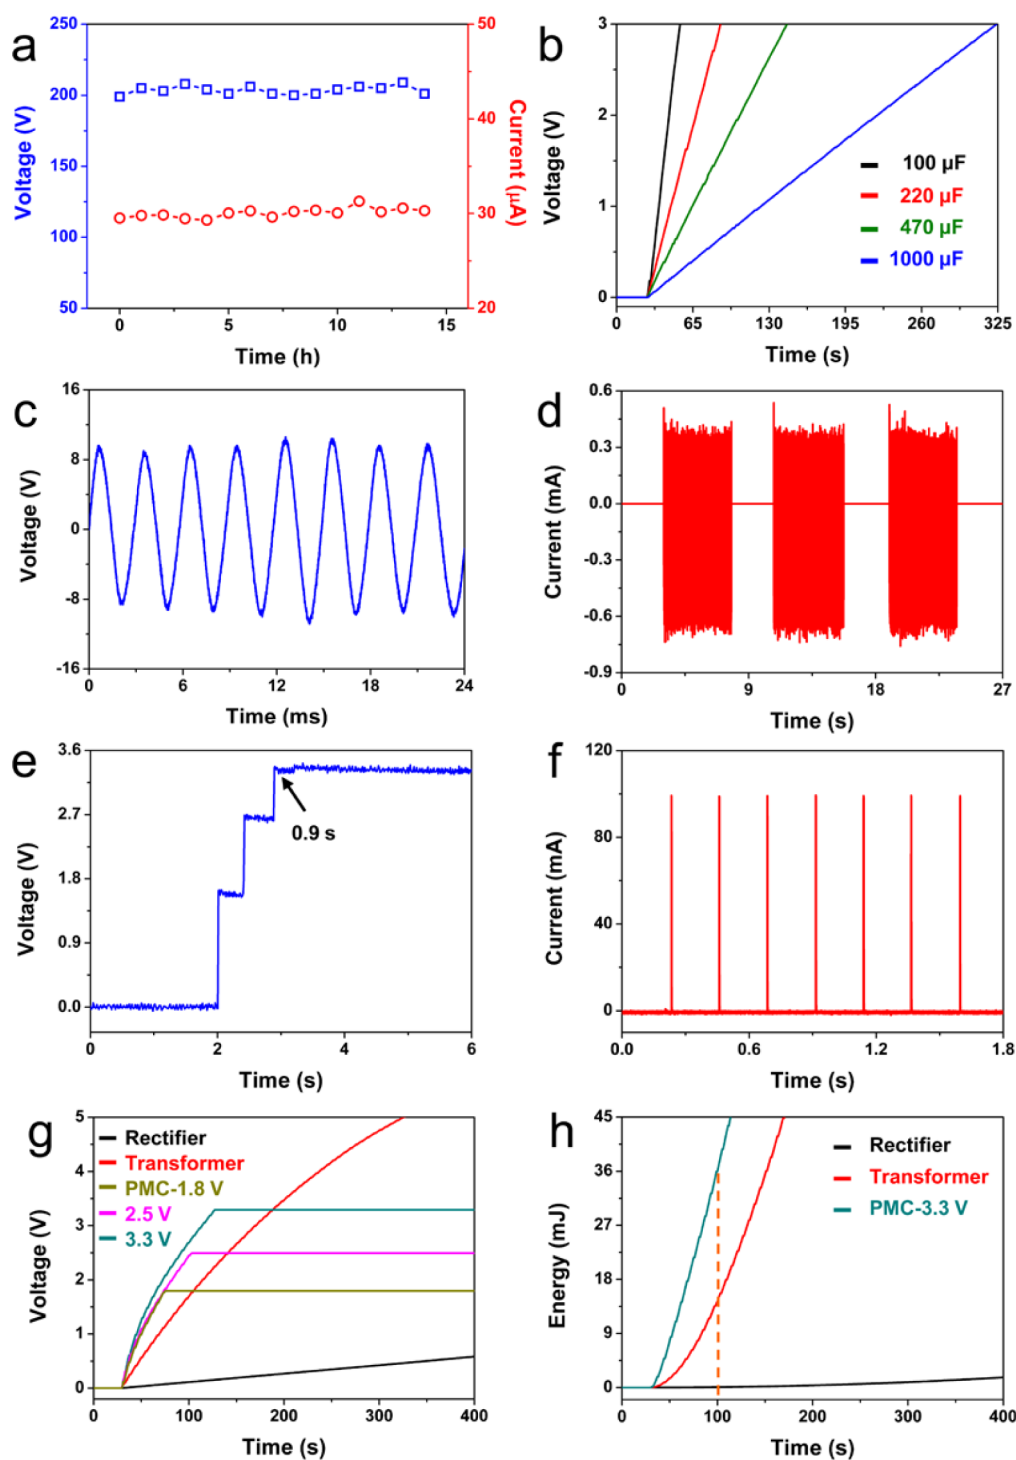 a
250
200
150
100
50
Voltage (V)
50
40
30
20
Current (μA)
0
5
10
15
Time (h)
b
3
2
1
0
Voltage (V)
100 μF
220 μF
470 μF
1000 μF
0
65
130
195
260
325
Time (s)
c
16
8
0
-8
-16
Voltage (V)
0
6
12
18
24
Time (ms)
d
0.6
0.3
0.0
-0.3
-0.6
-0.9
Current (mA)
0
9
18
27
Time (s)
e
3.6
2.7
1.8
0.9
0.0
Voltage (V)
0.9 s
0
2
4
6
Time (s)
f
120
80
40
0
Current (mA)
0.0
0.6
1.2
1.8
Time (s)
g
5
4
3
2
1
0
Voltage (V)
Rectifier
Transformer
PMC-1.8 V
2.5 V
3.3 V
0
100
200
300
400
Time (s)
h
45
36
27
18
9
0
Energy (mJ)
Rectifier
Transformer
PMC-3.3 V
0
100
200
300
400
Time (s)